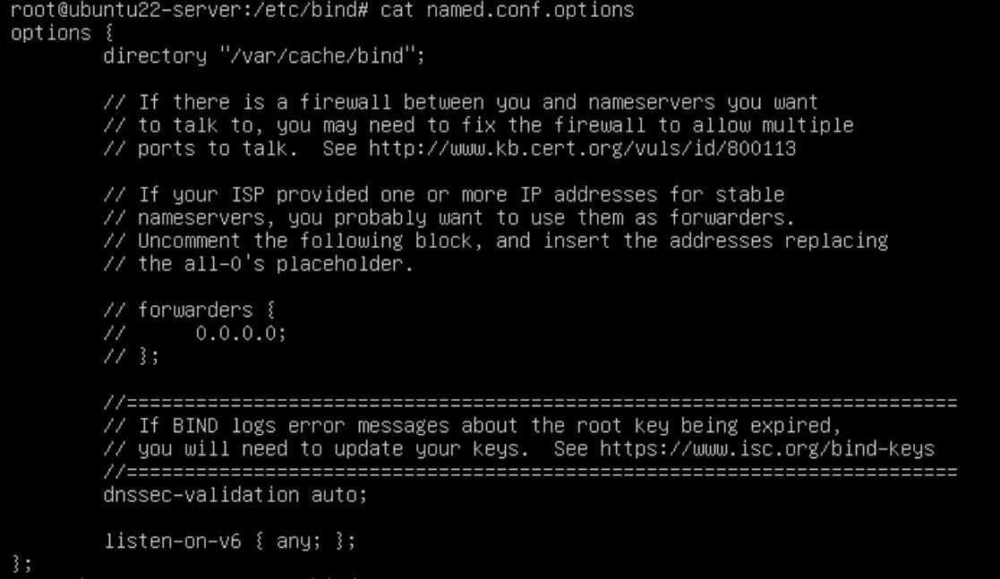 root@ubuntu22-server:/etc/bind# cat named.conf.options
options {
        directory "/var/cache/bind";

        // If there is a firewall between you and nameservers you want
        // to talk to, you may need to fix the firewall to allow multiple
        // ports to talk.  See http://www.kb.cert.org/vuls/id/800113

        // If your ISP provided one or more IP addresses for stable
        // nameservers, you probably want to use them as forwarders.
        // Uncomment the following block, and insert the addresses replacing
        // the all-0's placeholder.

        // forwarders {
        //      0.0.0.0;
        // };

        //========================================================================
        // If BIND logs error messages about the root key being expired,
        // you will need to update your keys.  See https://www.isc.org/bind-keys
        //========================================================================
        dnssec-validation auto;

        listen-on-v6 { any; };
};